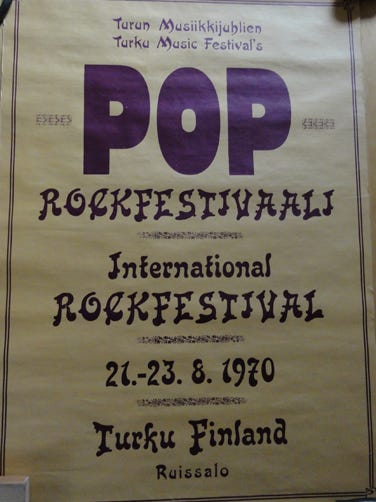 Turun Musiikkijuhlien
Turku Music Festival's
POP
ROCKFESTIVAALI
International
ROCKFESTIVAL
21.-23. 8. 1970
Turku Finland
Ruissalo